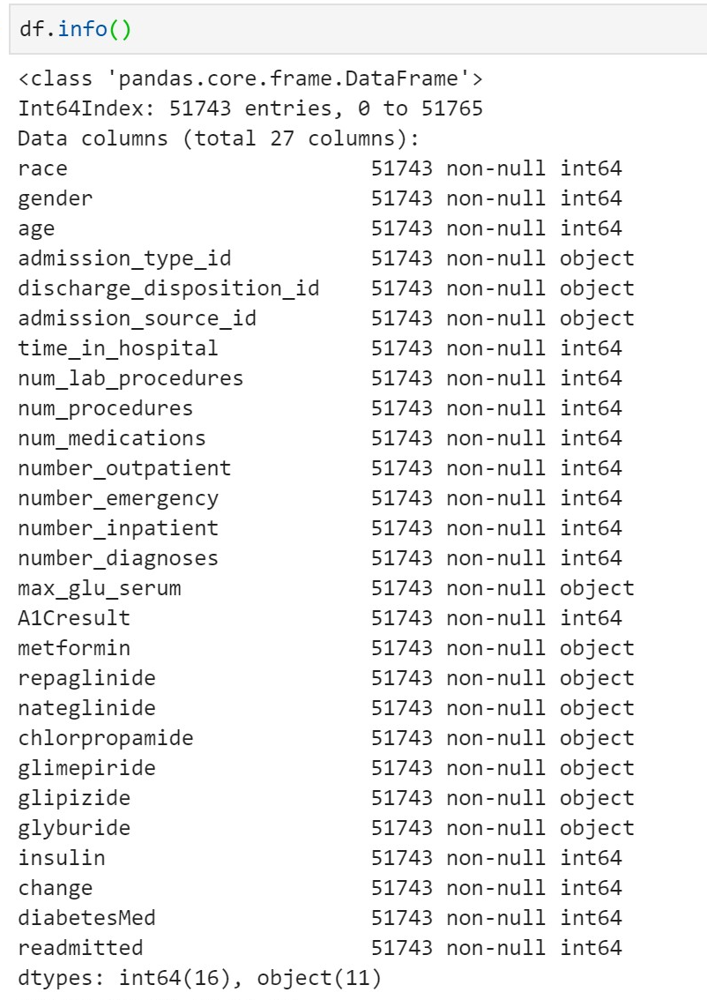 df.info()
<class 'pandas.core.frame.DataFrame'>
Int64Index: 51743 entries, 0 to 51765
Data columns (total 27 columns):
race 51743 non-null int64
gender 51743 non-null int64
age 51743 non-null int64
admission_type_id 51743 non-null object
discharge_disposition_id 51743 non-null object
admission_source_id 51743 non-null object
time_in_hospital 51743 non-null int64
num_lab_procedures 51743 non-null int64
num_procedures 51743 non-null int64
num_medications 51743 non-null int64
number_outpatient 51743 non-null int64
number_emergency 51743 non-null int64
number_inpatient 51743 non-null int64
number_diagnoses 51743 non-null int64
max_glu_serum 51743 non-null object
A1Cresult 51743 non-null int64
metformin 51743 non-null object
repaglinide 51743 non-null object
nateglinide 51743 non-null object
chlorpropamide 51743 non-null object
glimepiride 51743 non-null object
glipizide 51743 non-null object
glyburide 51743 non-null object
insulin 51743 non-null int64
change 51743 non-null int64
diabetesMed 51743 non-null int64
readmitted 51743 non-null int64
dtypes: int64(16), object(11)